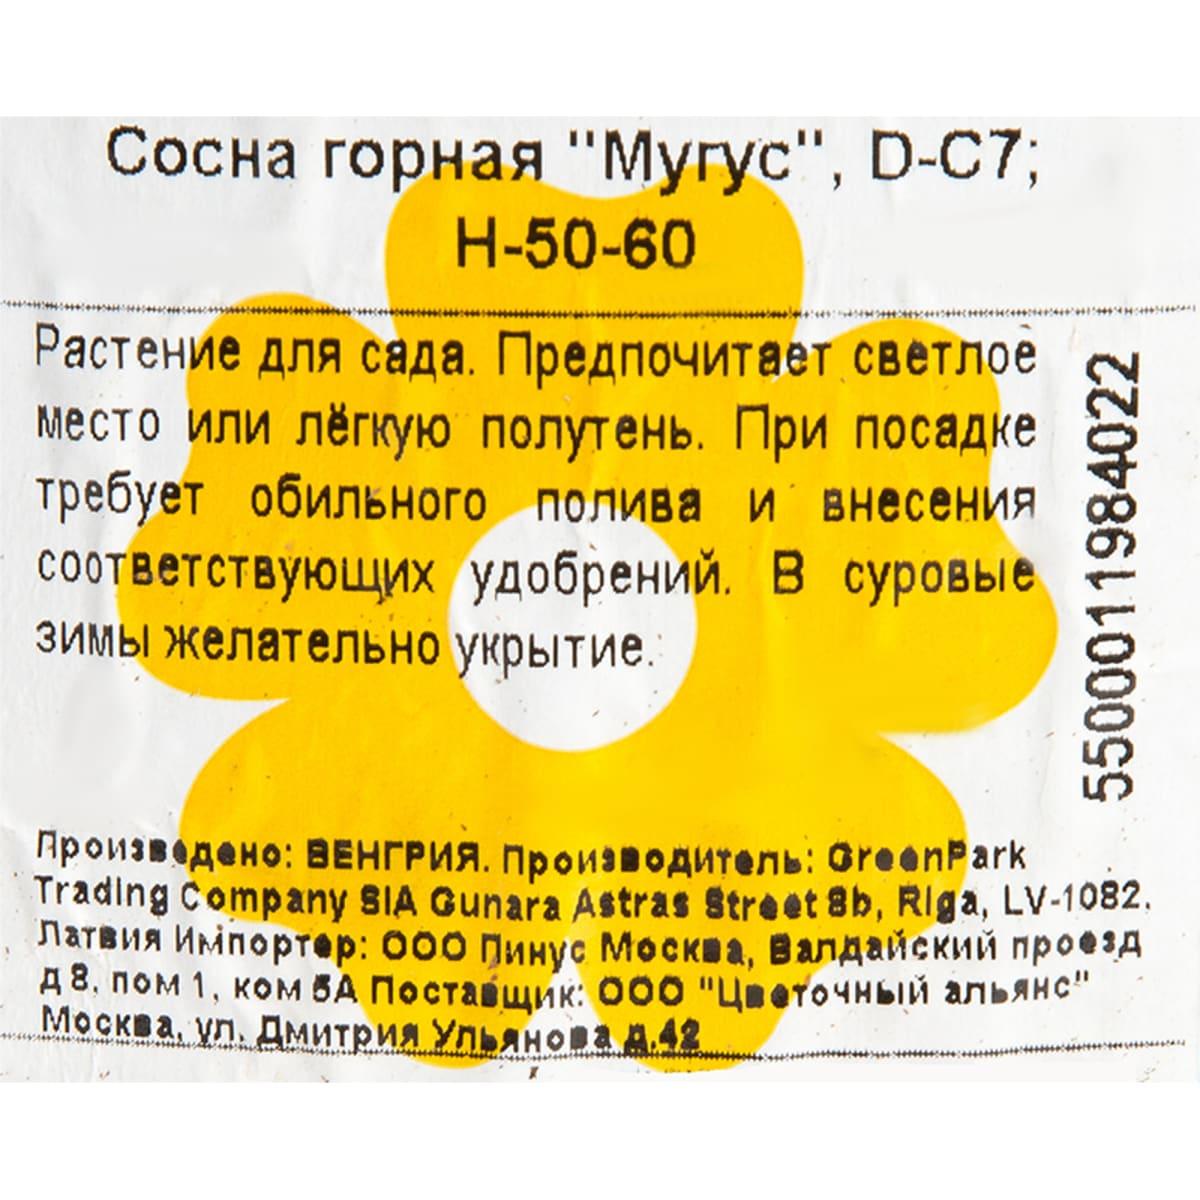 Сосна горная "Мугус", D-C7;
Н-50-60
Растение для сада. Предпочитает светлое
место или лёгкую полутень. При посадке
требует обильного полива и внесения
соответствующих удобрений. В суровые
зимы желательно укрытие.
5500011984022
Произведено: ВЕНГРИЯ. Производитель: GreenPark
Trading Company SIA Gunara Astras Street 8b, Riga, LV-1082,
Латвия Импортер: ООО Пинус Москва, Валдайский проезд
д 8, пом 1, ком 5А Поставщик: ООО "Цветочный альянс"
Москва, ул. Дмитрия Ульянова д.42